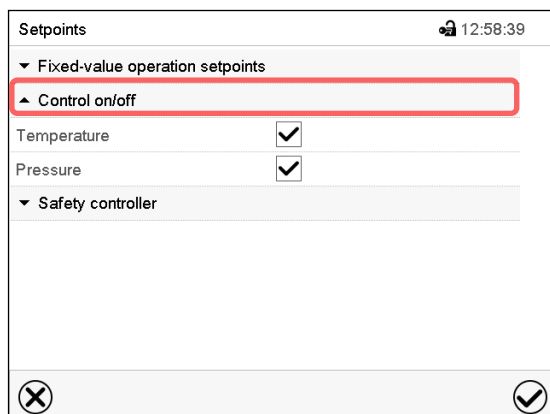 Setpoints 12:58:39
Fixed-value operation setpoints
Control on/off
Temperature
Pressure
Safety controller